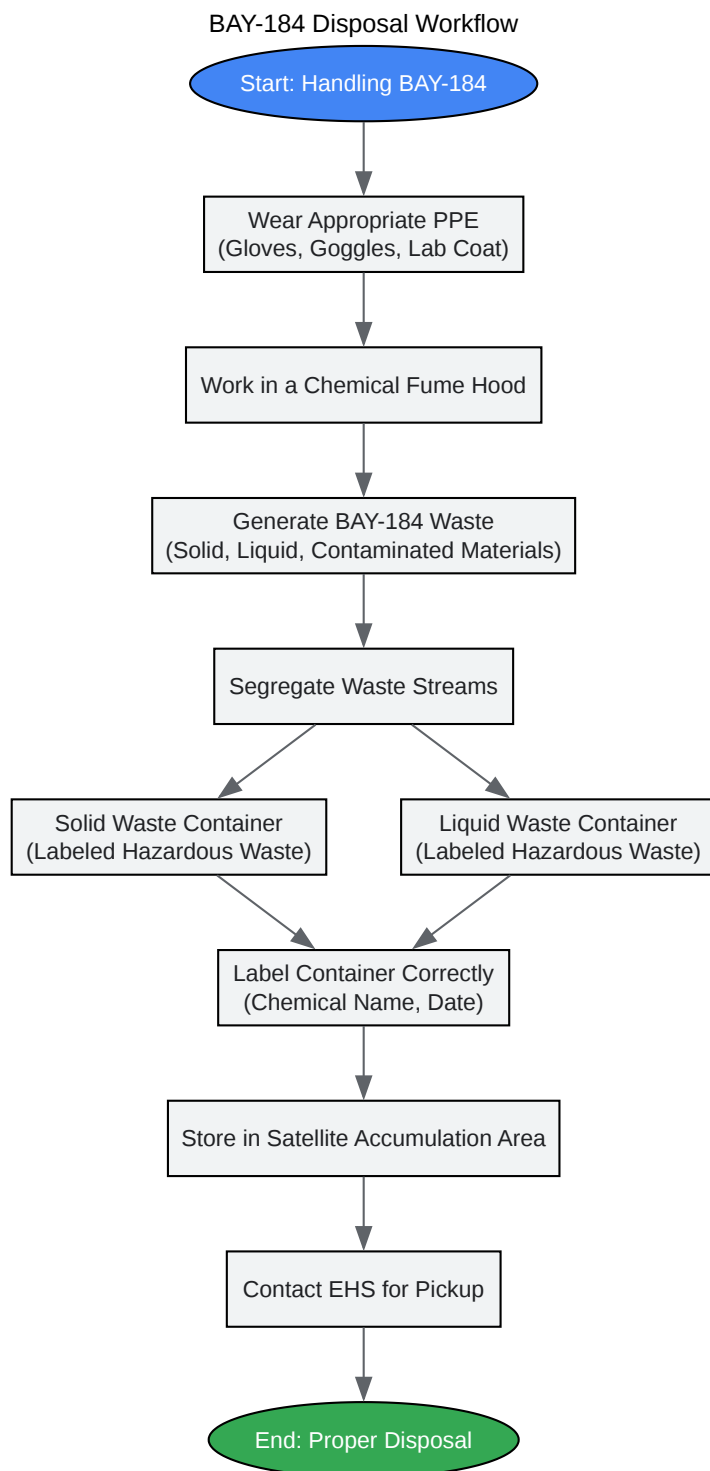 BAY-184 Disposal Workflow
Start: Handling BAY-184
Wear Appropriate PPE
(Gloves, Goggles, Lab Coat)
Work in a Chemical Fume Hood
Generate BAY-184 Waste
(Solid, Liquid, Contaminated Materials)
Segregate Waste Streams
Solid Waste Container
(Labeled Hazardous Waste)
Liquid Waste Container
(Labeled Hazardous Waste)
Label Container Correctly
(Chemical Name, Date)
Store in Satellite Accumulation Area
Contact EHS for Pickup
End: Proper Disposal